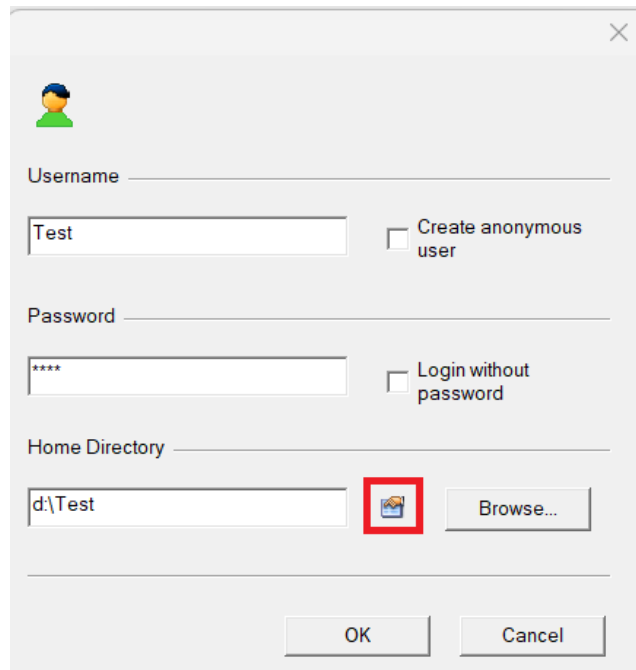 Username
Test
Create anonymous
user
Password
****
Login without
password
Home Directory
d:\Test
Browse...
OK
Cancel